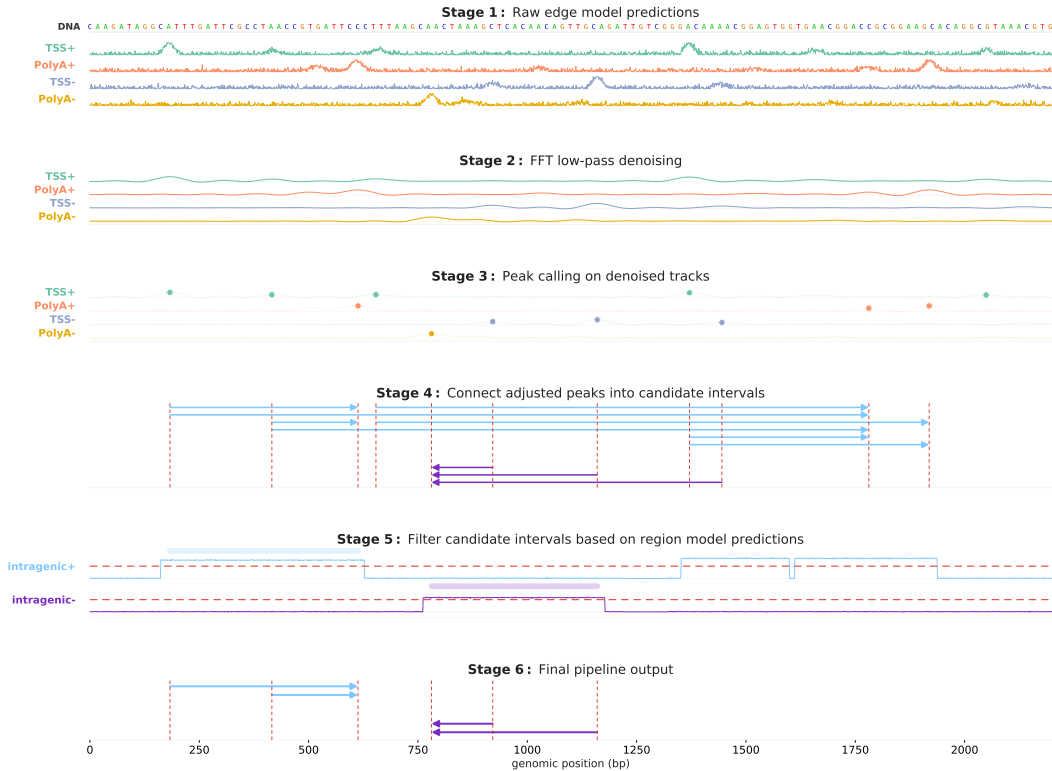 Stage 1: Raw edge model predictions
DNA CAAGATAGGCATTTGATTCGCCTAACCGTGATTCCCTTTAAGCAACTAAAGCTCACAACAGTTGCAGATTGTCGGGACAAAACGGAGTGGTGAACGGACCGCGGAAGCACAGGCGTAAACGTG
TSS+
PolyA+
TSS-
PolyA-
Stage 2: FFT low-pass denoising
TSS+
PolyA+
TSS-
PolyA-
Stage 3: Peak calling on denoised tracks
TSS+
PolyA+
TSS-
PolyA-
Stage 4: Connect adjusted peaks into candidate intervals
Stage 5: Filter candidate intervals based on region model predictions
intragenic+
intragenic-
Stage 6: Final pipeline output
0 250 500 750 1000 1250 1500 1750 2000
genomic position (bp)